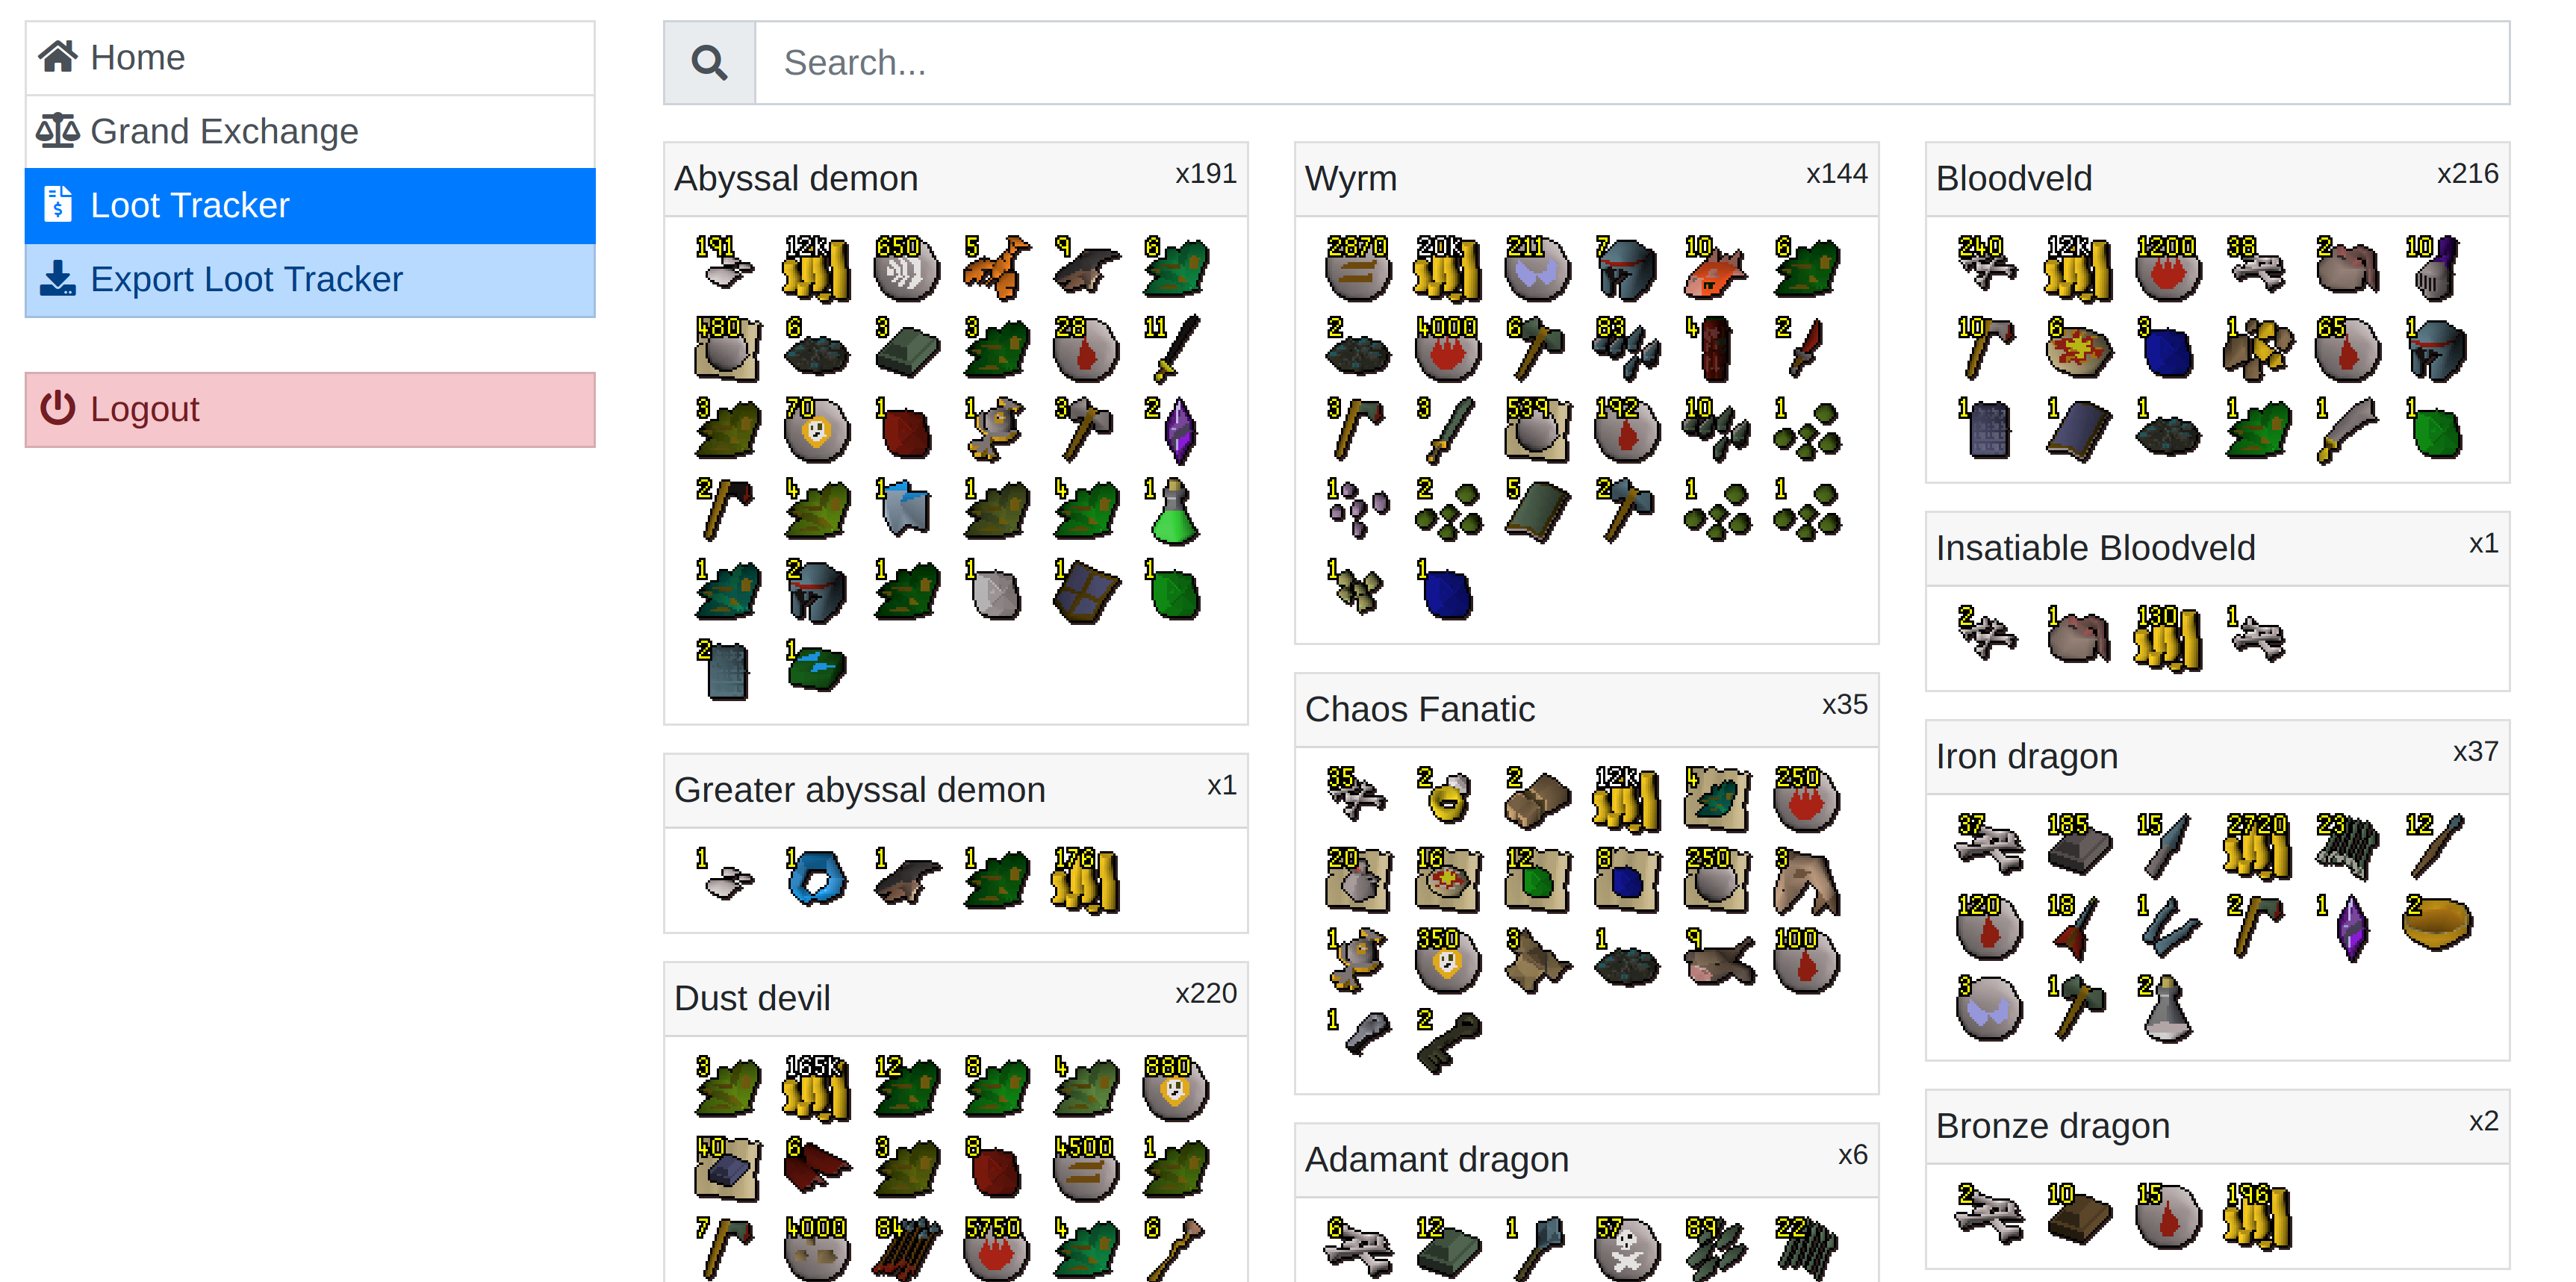 Home
Grand Exchange
Loot Tracker
Export Loot Tracker
Logout
Search...
Abyssal demon x191
191 12k 650 5 9 6
480 6 3 3 28 11
3 70 1 1 3 2
2 4 1 1 4 1
1 2 1 1 1 1
2 1
Greater abyssal demon x1
1 1 1 1 176
Dust devil x220
3 165k 12 8 4 880
40 6 3 8 4500 1
7 4000 84 5750 4 6
Wyrm x144
2870 20k 211 7 10 6
2 4000 6 83 4 2
3 3 539 192 10 1
1 2 5 2 1 1
1 1
Chaos Fanatic x35
35 2 2 12k 4 250
20 16 12 8 250 3
1 350 3 1 9 100
1 2
Adamant dragon x6
6 12 1 57 89 22
Bloodveld x216
240 12k 1200 38 2 10
10 6 3 1 65 1
1 1 1 1 1 1
Insatiable Bloodveld x1
2 1 130 1
Iron dragon x37
37 185 15 2720 23 12
120 18 1 2 1 2
3 1 2
Bronze dragon x2
2 10 15 196